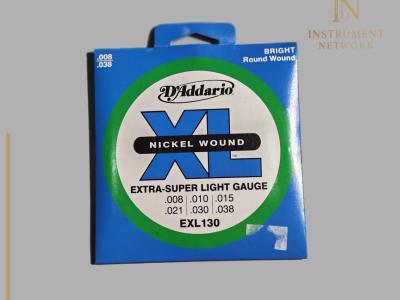 IN
INSTRUMENT
NETWORK
.008
.038
BRIGHT
Round Wound
D'Addario
XL
NICKEL WOUND
EXTRA-SUPER LIGHT GAUGE
.008 .010 .015
.021 .030 .038
EXL130